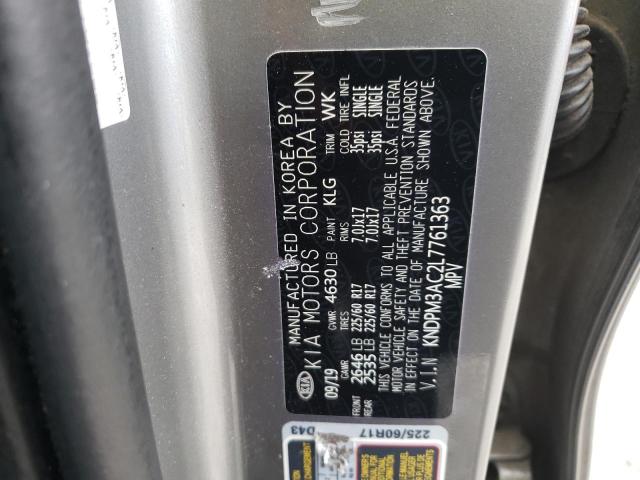 MANUFACTURED IN KOREA BY
KIA KIA MOTORS CORPORATION
09/19 GVWR 4630 LB PAINT KLG TRIM WK
GAWR TIRES RIMS COLD TIRE INFL
FRONT 2646 LB 225/60 R17 7.0JX17 35psi SINGLE
REAR 2535 LB 225/60 R17 7.0JX17 35psi SINGLE
THIS VEHICLE CONFORMS TO ALL APPLICABLE U.S.A. FEDERAL
MOTOR VEHICLE SAFETY AND THEFT PREVENTION STANDARDS
IN EFFECT ON THE DATE OF MANUFACTURE SHOWN ABOVE.
V.I.N KNDPM3AC2L7761363
MPV
D43
225/60R17